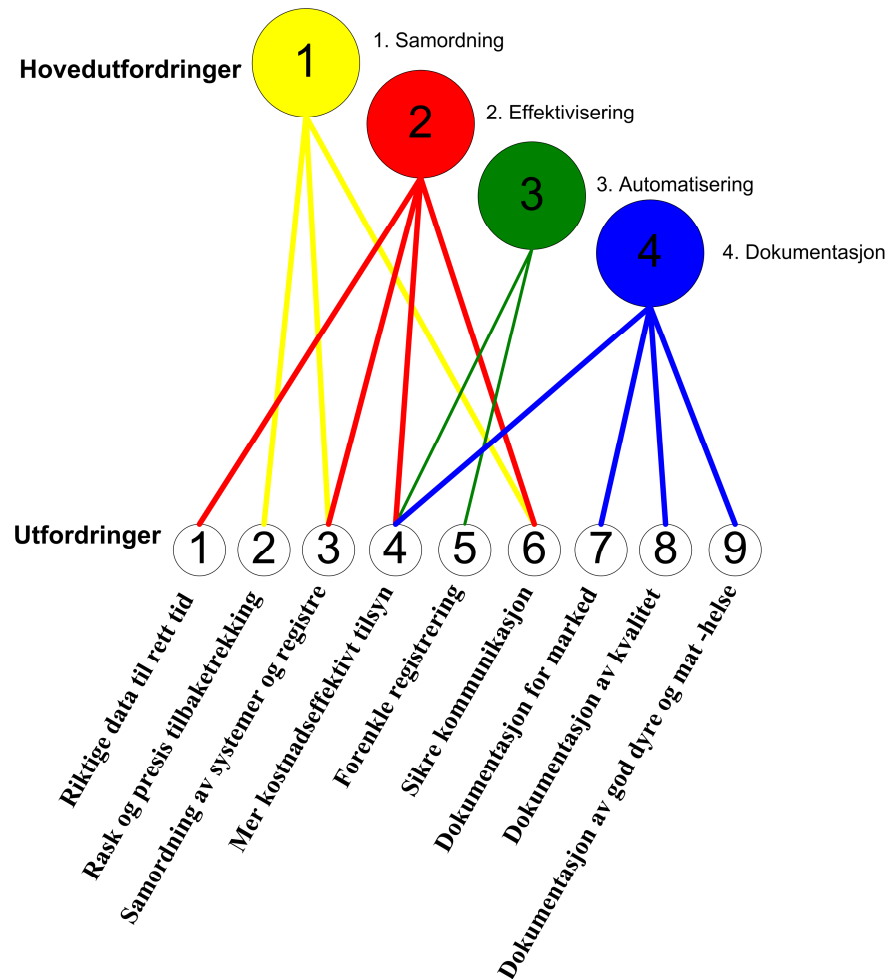 1
1. Samordning
Hovedutfordringer
2
2. Effektivisering
3
3. Automatisering
4
4. Dokumentasjon
Utfordringer
1
2
3
4
5
6
7
8
9
Riktige data til rett tid
Rask og presis tilbaketrekking
Samordning av systemer og registre
Mer kostnadseffektivt tilsyn
Forenkle registrering
Sikre kommunikasjon
Dokumentasjon for marked
Dokumentasjon av kvalitet
Dokumentasjon av god dyre og mat -helse